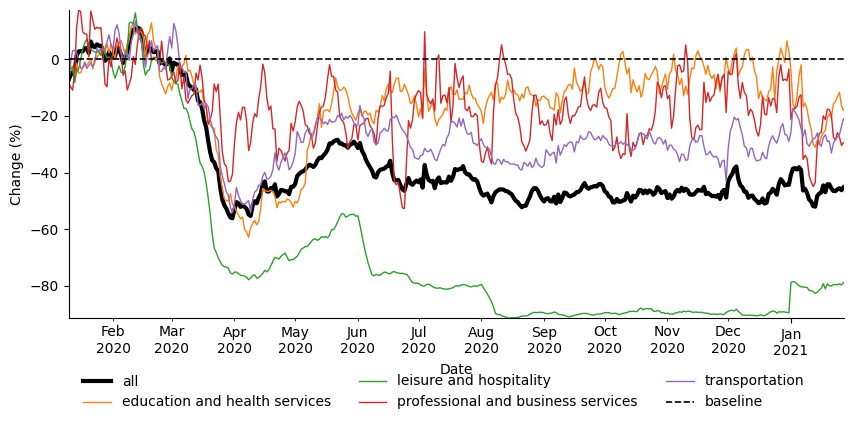 Change (%)
0
−20
−40
−60
−80
Feb Mar Apr May Jun Jul Aug Sep Oct Nov Dec Jan
2020 2020 2020 2020 2020 2020 2020 2020 2020 2020 2020 2021
Date
all leisure and hospitality transportation
education and health services professional and business services baseline